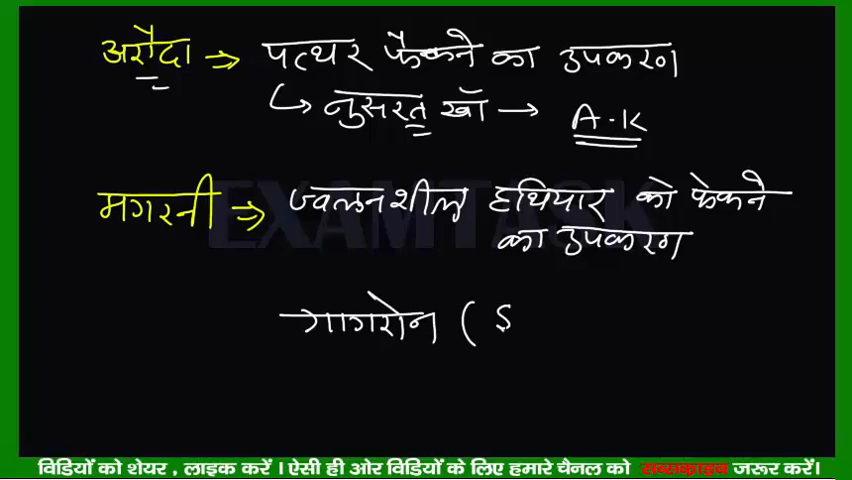 अरौदा ⇒ पत्थर फैकने का उपकरण
↳ नुसरत खाँ → A-K
मगरनी ⇒ ज्वलनशील हथियार को फेकने
का उपकरण
→ गागरोन ( S
EXAMTASK
विडियों को शेयर , लाइक करें । ऐसी ही ओर विडियों के लिए हमारे चैनल को सब्सक्राइब जरूर करें।